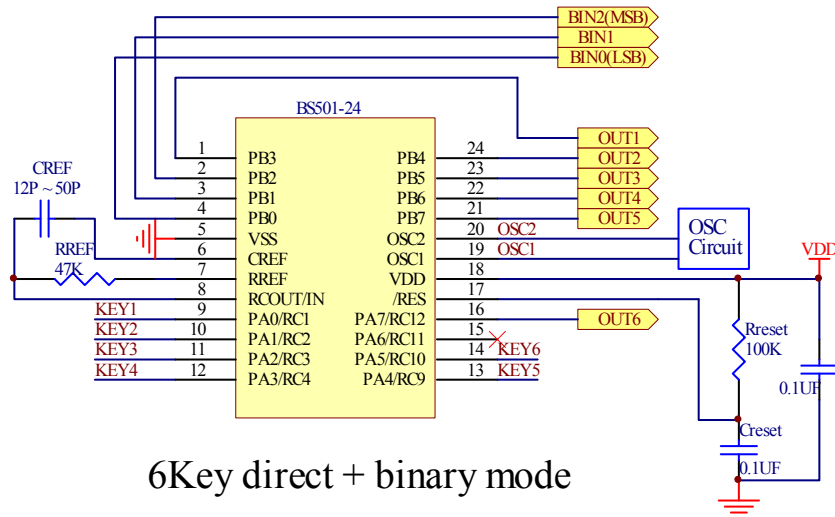 BIN2(MSB)
BIN1
BIN0(LSB)
BS501-24
1 PB3 PB4 24 OUT1
2 PB2 PB5 23 OUT2
3 PB1 PB6 22 OUT3
4 PB0 PB7 21 OUT4
5 VSS OSC2 20 OUT5
6 CREF OSC1 19 OSC2
7 RREF VDD 18 OSC1
8 RCOUT/IN /RES 17
9 PA0/RC1 PA7/RC12 16 OUT6
10 PA1/RC2 PA6/RC11 15
11 PA2/RC3 PA5/RC10 14 KEY6
12 PA3/RC4 PA4/RC9 13 KEY5
CREF
12P ~ 50P
RREF
47K
KEY1
KEY2
KEY3
KEY4
OSC
Circuit
VDD
Rreset
100K
0.1UF
Creset
0.1UF
6Key direct + binary mode